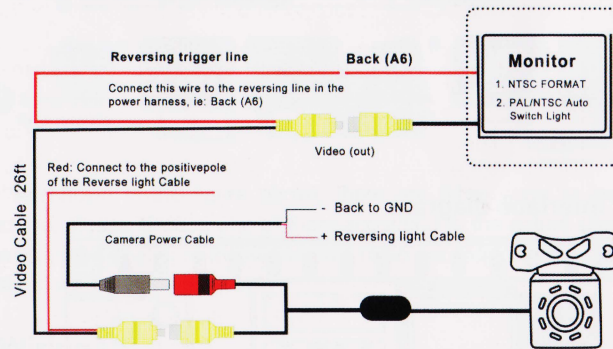 Reversing trigger line
Back (A6)
Connect this wire to the reversing line in the
power harness, ie: Back (A6)
Monitor
1. NTSC FORMAT
2. PAL/NTSC Auto
Switch Light
Video (out)
Video Cable 26ft
Red: Connect to the positivepole
of the Reverse light Cable
- Back to GND
+ Reversing light Cable
Camera Power Cable